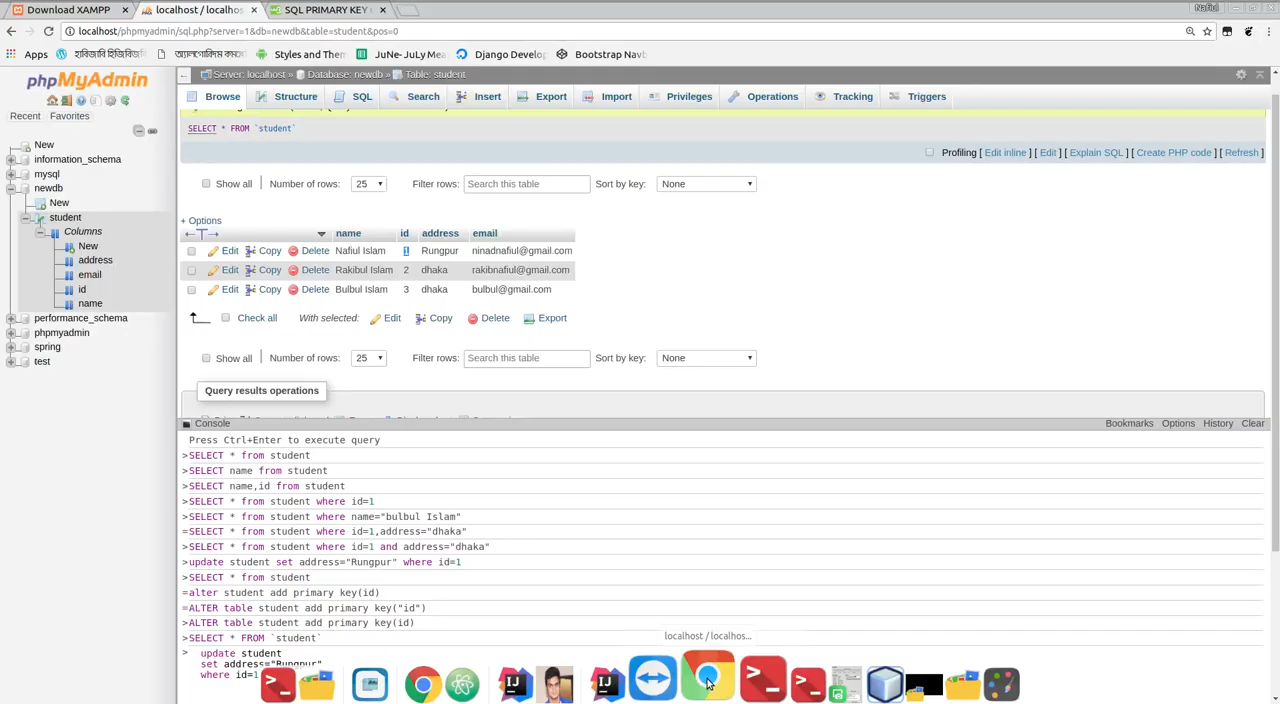 Download XAMPP × localhost / localhos × SQL PRIMARY KEY × Nafiul
localhost/phpmyadmin/sql.php?server=1&db=newdb&table=student&pos=0
Apps Styles and The JuNe-JuLy Mea Django Develo Bootstrap Navb
phpMyAdmin
Recent Favorites
New
information_schema
mysql
newdb
New
student
Columns
New
address
email
id
name
performance_schema
phpmyadmin
spring
test
Server: localhost » Database: newdb » Table: student
Browse Structure SQL Search Insert Export Import Privileges Operations Tracking Triggers
SELECT * FROM `student`
Profiling [ Edit inline ] [ Edit ] [ Explain SQL ] [ Create PHP code ] [ Refresh ]
Show all Number of rows: 25 Filter rows: Search this table Sort by key: None
+ Options
←T→ name id address email
Edit Copy Delete Nafiul Islam 1 Rungpur ninadnafiul@gmail.com
Edit Copy Delete Rakibul Islam 2 dhaka rakibnafiul@gmail.com
Edit Copy Delete Bulbul Islam 3 dhaka bulbul@gmail.com
Check all With selected: Edit Copy Delete Export
Show all Number of rows: 25 Filter rows: Search this table Sort by key: None
Query results operations
Console Bookmarks Options History Clear
Press Ctrl+Enter to execute query
>SELECT * from student
>SELECT name from student
>SELECT name,id from student
>SELECT * from student where id=1
>SELECT * from student where name="bulbul Islam"
=SELECT * from student where id=1,address="dhaka"
>SELECT * from student where id=1 and address="dhaka"
>update student set address="Rungpur" where id=1
>SELECT * from student
=alter student add primary key(id)
=ALTER table student add primary key("id")
>ALTER table student add primary key(id)
>SELECT * FROM `student`
localhost / localhos...
> update student
set address="Rungpur"
where id=1